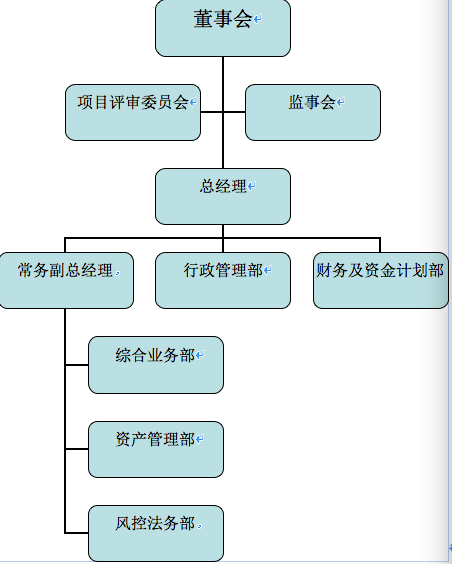 董事会
项目评审委员会
监事会
总经理
常务副总经理
行政管理部
财务及资金计划部
综合业务部
资产管理部
风控法务部